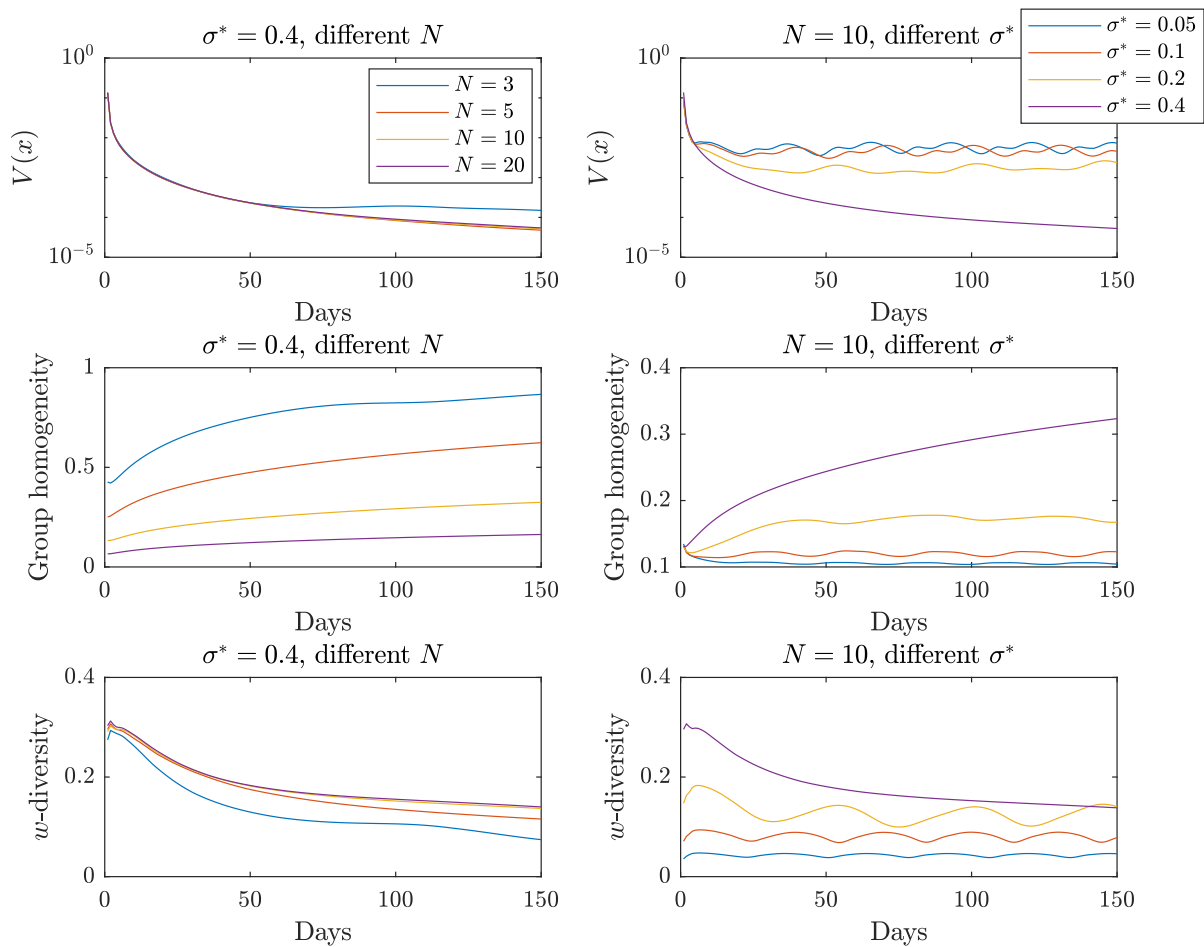 σ* = 0.4, different N
10⁰
10⁻⁵
V(x)
0
50
100
150
Days
N = 3
N = 5
N = 10
N = 20
N = 10, different σ*
10⁰
10⁻⁵
V(x)
0
50
100
150
Days
σ* = 0.05
σ* = 0.1
σ* = 0.2
σ* = 0.4
σ* = 0.4, different N
1
0.5
0
Group homogeneity
0
50
100
150
Days
N = 10, different σ*
0.4
0.3
0.2
0.1
Group homogeneity
0
50
100
150
Days
σ* = 0.4, different N
0.4
0.2
0
w-diversity
0
50
100
150
Days
N = 10, different σ*
0.4
0.2
0
w-diversity
0
50
100
150
Days